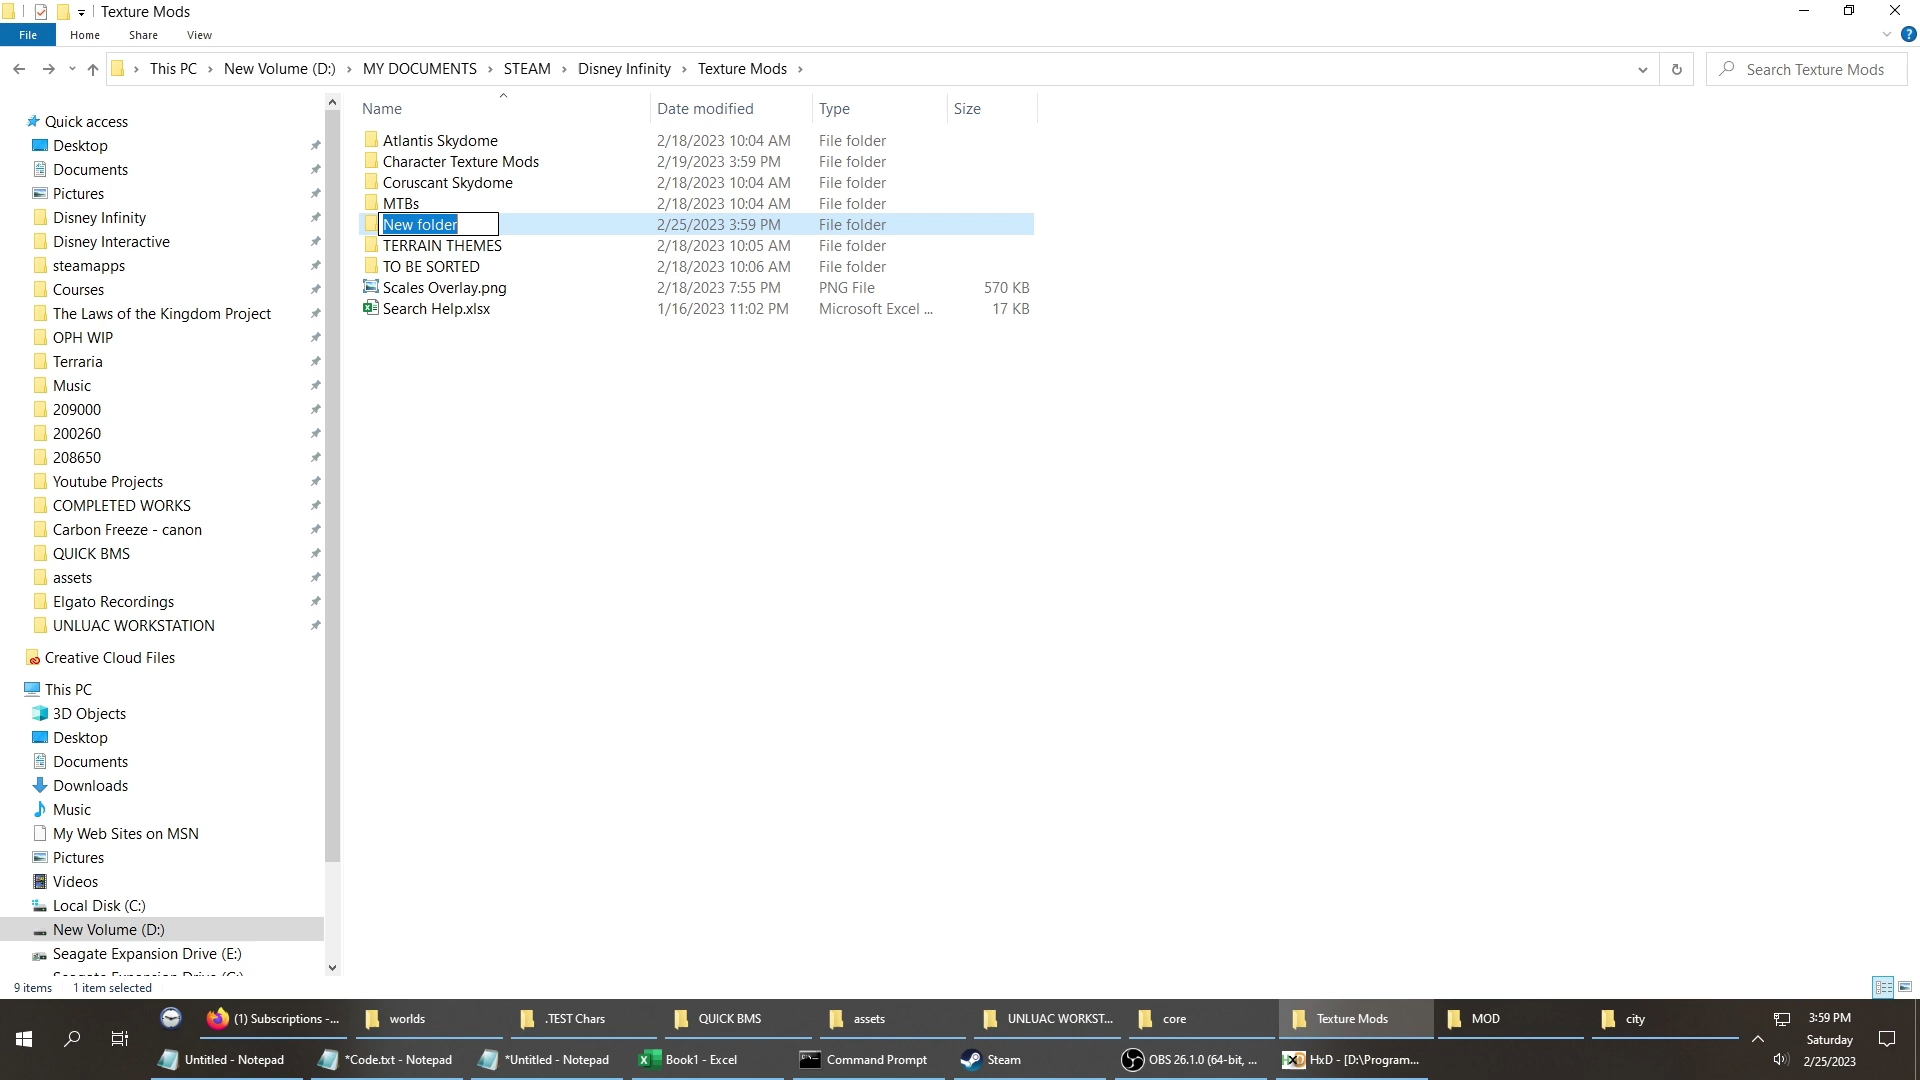 Texture Mods
File Home Share View
This PC New Volume (D:) MY DOCUMENTS STEAM Disney Infinity Texture Mods
Search Texture Mods
Name Date modified Type Size
Atlantis Skydome 2/18/2023 10:04 AM File folder
Character Texture Mods 2/19/2023 3:59 PM File folder
Coruscant Skydome 2/18/2023 10:04 AM File folder
MTBs 2/18/2023 10:04 AM File folder
New folder 2/25/2023 3:59 PM File folder
TERRAIN THEMES 2/18/2023 10:05 AM File folder
TO BE SORTED 2/18/2023 10:06 AM File folder
Scales Overlay.png 2/18/2023 7:55 PM PNG File 570 KB
Search Help.xlsx 1/16/2023 11:02 PM Microsoft Excel ... 17 KB
Quick access
Desktop
Documents
Pictures
Disney Infinity
Disney Interactive
steamapps
Courses
The Laws of the Kingdom Project
OPH WIP
Terraria
Music
209000
200260
208650
Youtube Projects
COMPLETED WORKS
Carbon Freeze - canon
QUICK BMS
assets
Elgato Recordings
UNLUAC WORKSTATION
Creative Cloud Files
This PC
3D Objects
Desktop
Documents
Downloads
Music
My Web Sites on MSN
Pictures
Videos
Local Disk (C:)
New Volume (D:)
Seagate Expansion Drive (E:)
9 items 1 item selected
(1) Subscriptions -... worlds .TEST Chars QUICK BMS assets UNLUAC WORKST... core Texture Mods MOD city
Untitled - Notepad *Code.txt - Notepad *Untitled - Notepad Book1 - Excel Command Prompt Steam OBS 26.1.0 (64-bit, ... HxD - [D:\Program...
3:59 PM
Saturday
2/25/2023